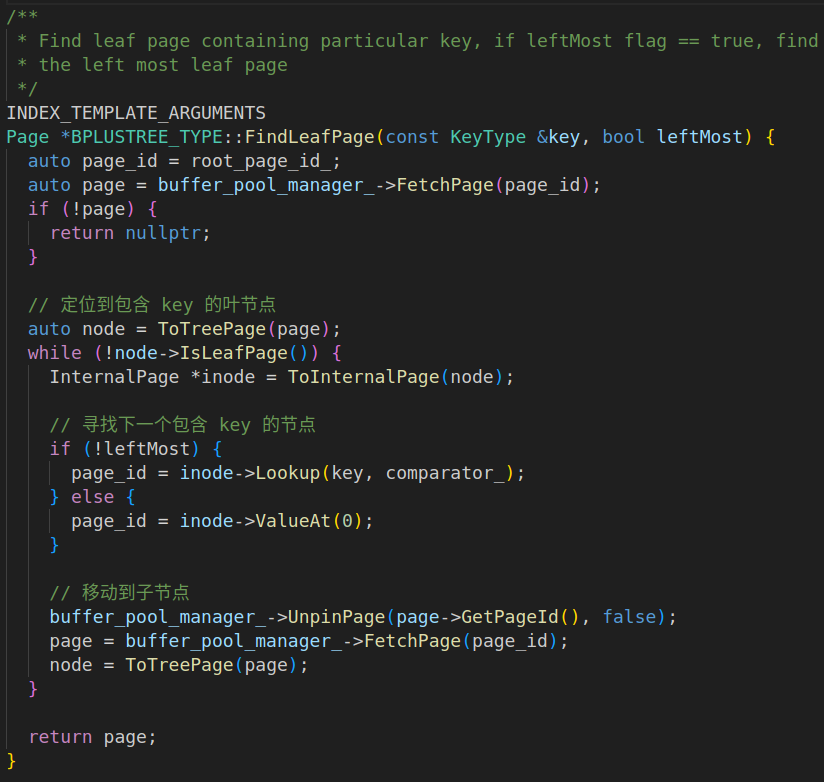 /**
 * Find leaf page containing particular key, if leftMost flag == true, find
 * the left most leaf page
 */
INDEX_TEMPLATE_ARGUMENTS
Page *BPLUSTREE_TYPE::FindLeafPage(const KeyType &key, bool leftMost) {
  auto page_id = root_page_id_;
  auto page = buffer_pool_manager_->FetchPage(page_id);
  if (!page) {
    return nullptr;
  }

  // 定位到包含 key 的叶节点
  auto node = ToTreePage(page);
  while (!node->IsLeafPage()) {
    InternalPage *inode = ToInternalPage(node);

    // 寻找下一个包含 key 的节点
    if (!leftMost) {
      page_id = inode->Lookup(key, comparator_);
    } else {
      page_id = inode->ValueAt(0);
    }

    // 移动到子节点
    buffer_pool_manager_->UnpinPage(page->GetPageId(), false);
    page = buffer_pool_manager_->FetchPage(page_id);
    node = ToTreePage(page);
  }

  return page;
}